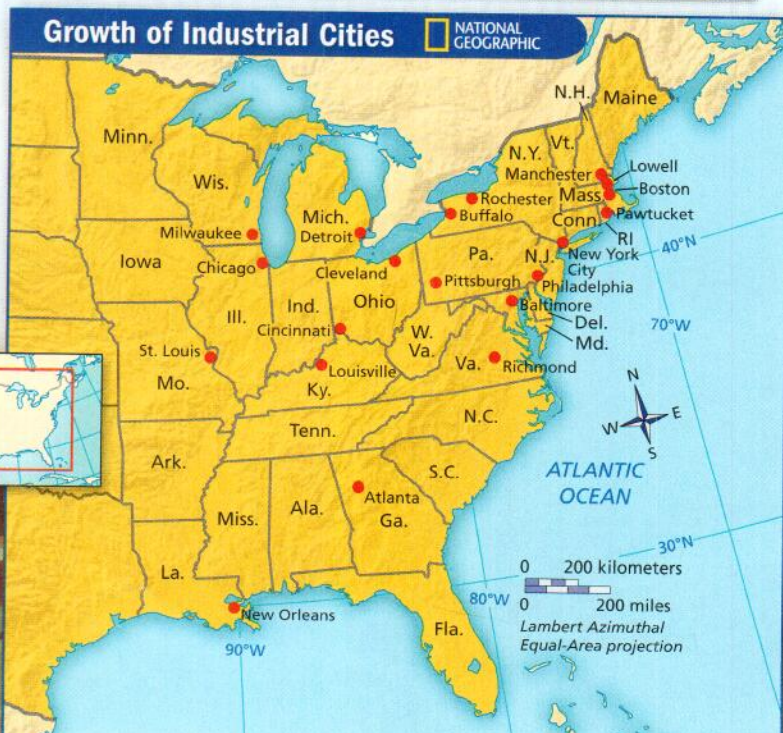 Growth of Industrial Cities
NATIONAL
GEOGRAPHIC
N.H.
Maine
Minn.
Vt.
N.Y.
Lowell
Manchester
Wis.
Boston
Mass.
Rochester
Mich.
Pawtucket
Buffalo
Conn.
Milwaukee
Detroit
RI
40°N
Pa.
N.J.
New York
City
Iowa
Chicago
Cleveland
Pittsburgh
Philadelphia
Ohio
Ind.
Baltimore
Ill.
Del.
70°W
Cincinnati
W.
Va.
Md.
St. Louis
Va.
Richmond
Louisville
Mo.
Ky.
N
W
E
S
N.C.
Tenn.
Ark.
S.C.
ATLANTIC
OCEAN
Atlanta
Miss.
Ala.
Ga.
30°N
0 200 kilometers
La.
80°W
0 200 miles
New Orleans
Lambert Azimuthal
Equal-Area projection
Fla.
90°W